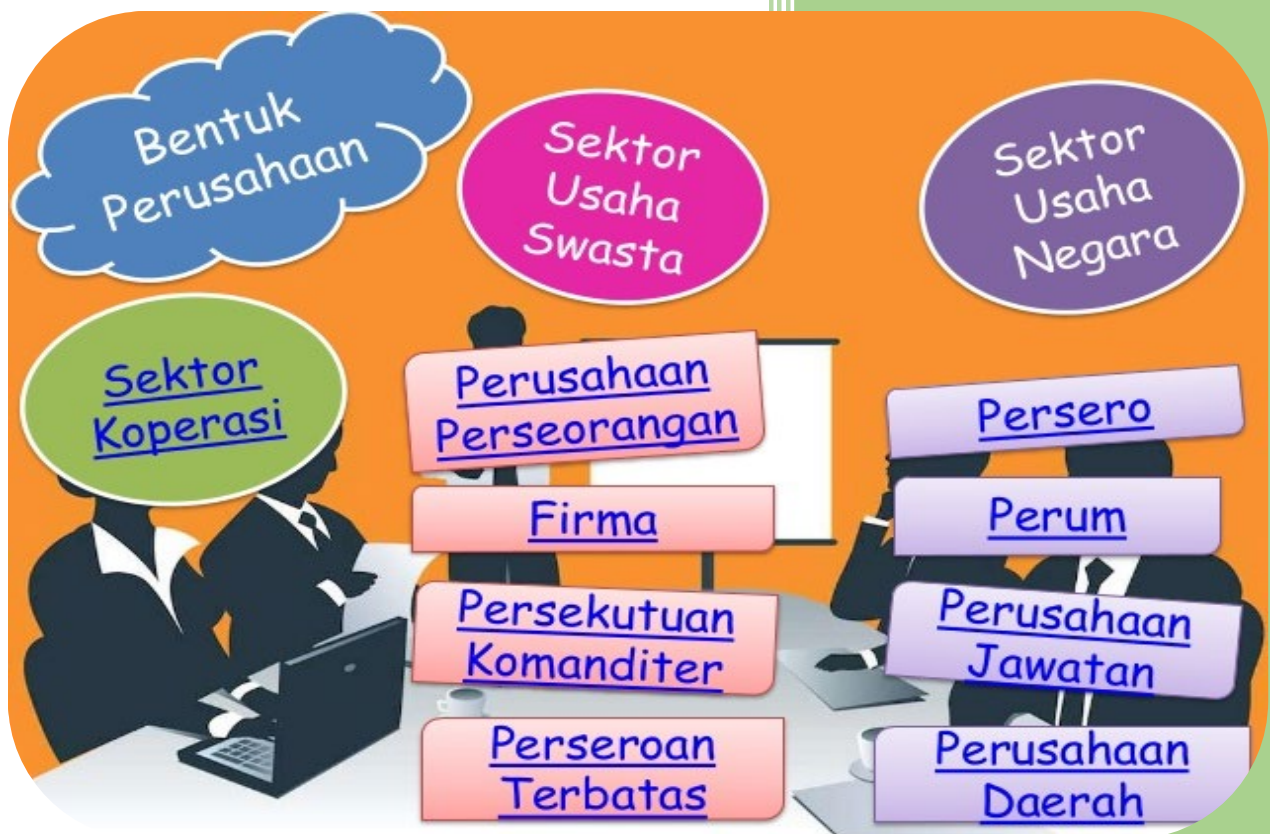 Bentuk
Perusahaan
Sektor
Usaha
Swasta
Sektor
Usaha
Negara
Sektor
Koperasi
Perusahaan
Perseorangan
Firma
Persekutuan
Komanditer
Perseroan
Terbatas
Persero
Perum
Perusahaan
Jawatan
Perusahaan
Daerah